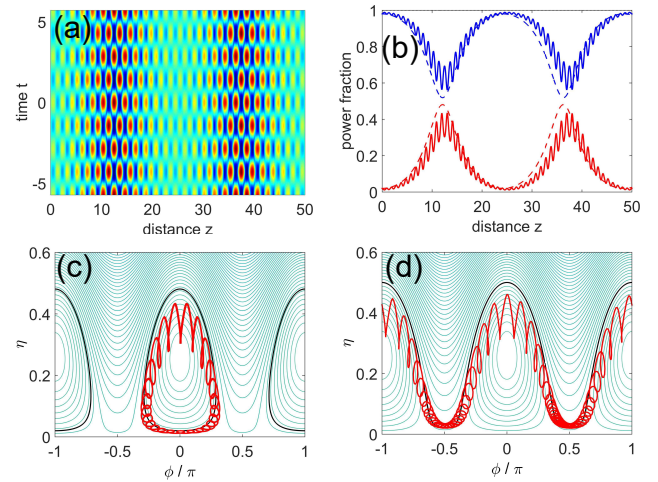 (a)
time t
5
0
-5
0 10 20 30 40 50
distance z
(b)
power fraction
1
0.8
0.6
0.4
0.2
0
0 10 20 30 40 50
distance z
(c)
η
0.6
0.4
0.2
0
-1 -0.5 0 0.5 1
ϕ / π
(d)
η
0.6
0.4
0.2
0
-1 -0.5 0 0.5 1
ϕ / π